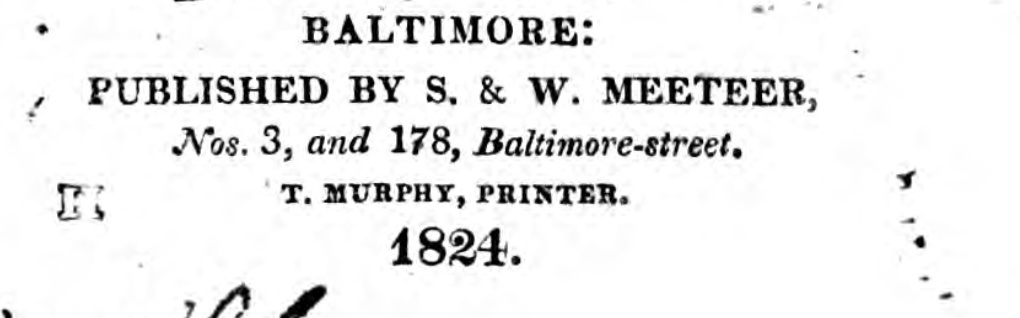 BALTIMORE:
PUBLISHED BY S. & W. MEETEER,
Nos. 3, and 178, Baltimore-street.
T. MURPHY, PRINTER.
1824.